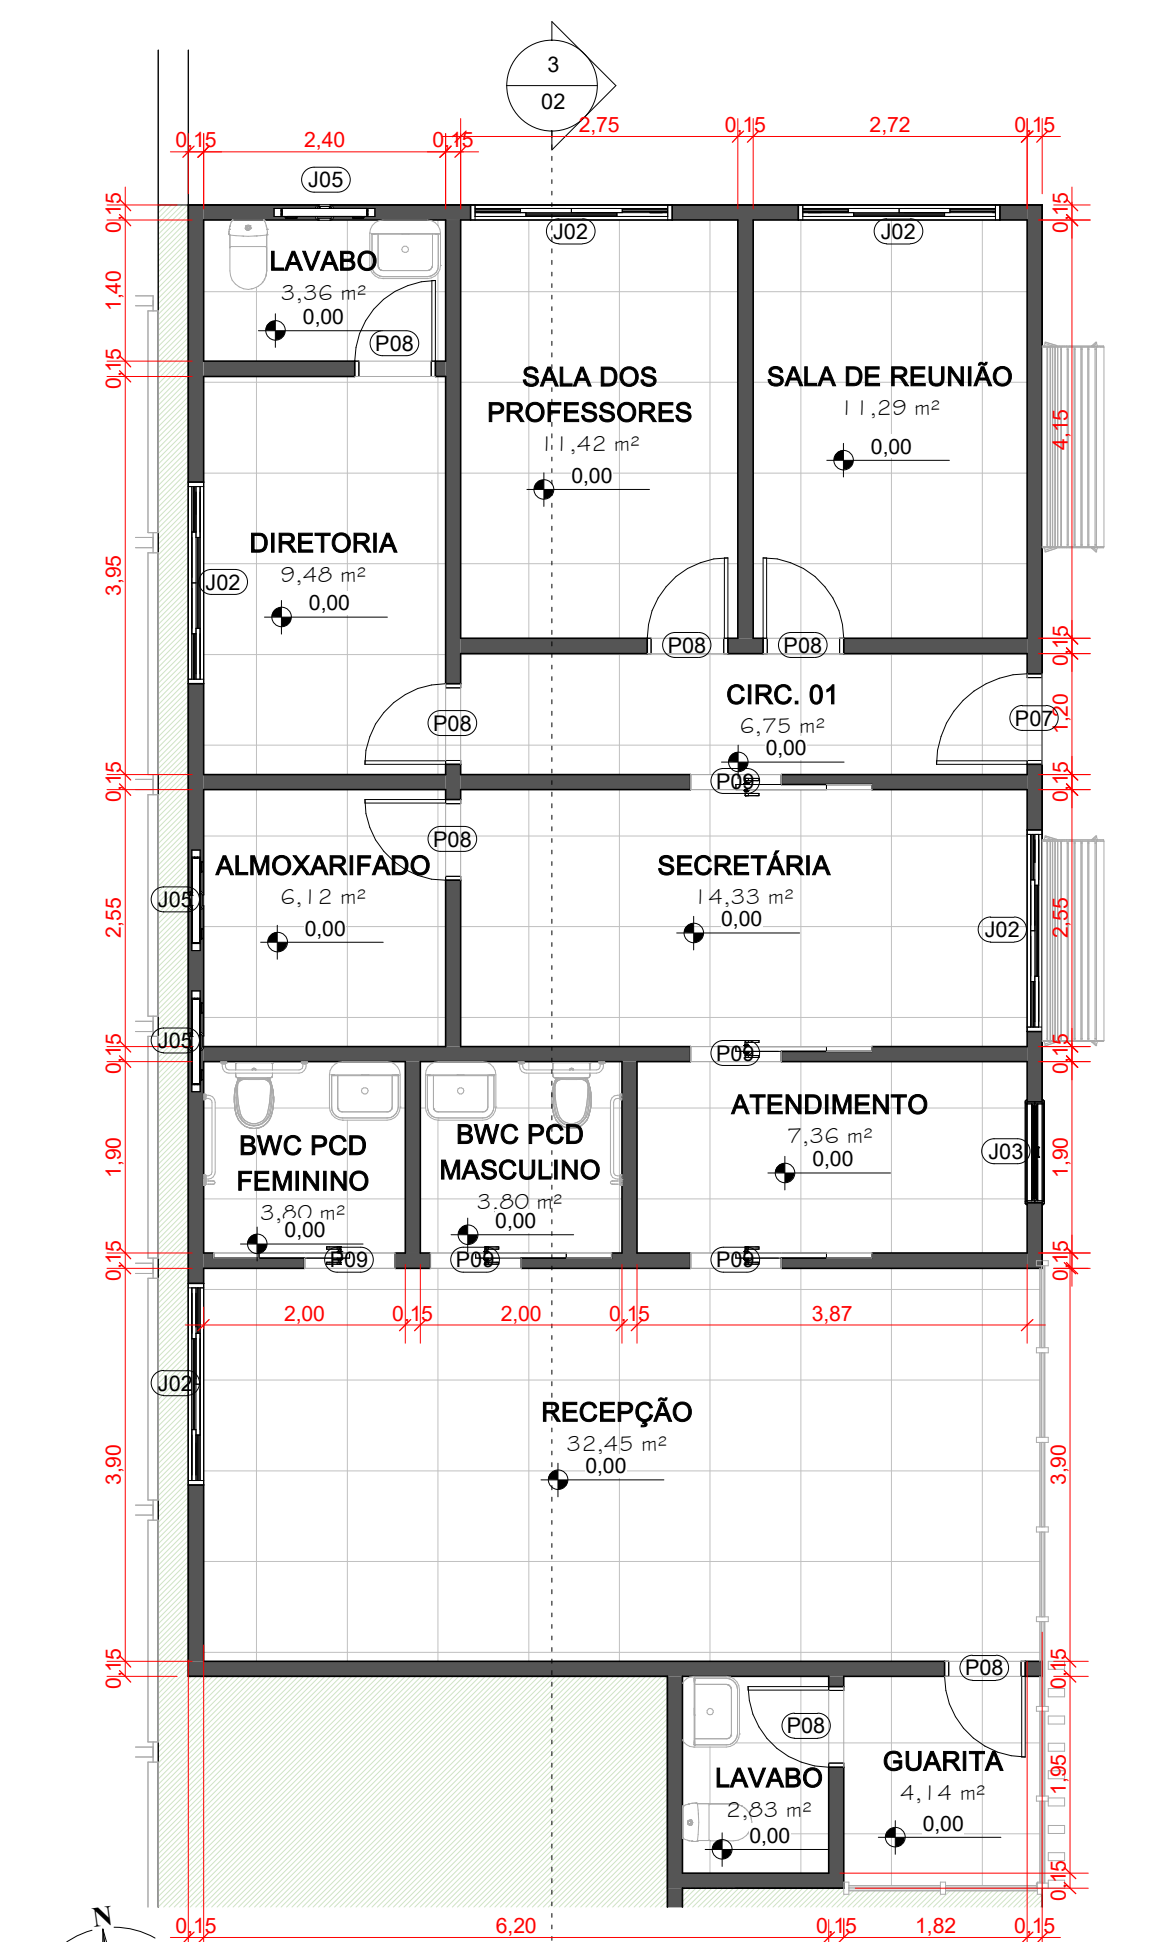 3
02
0,15
2,40
0,15
2,75
0,15
2,72
0,15
J05
0,15
J02
J02
0,15
LAVABO
3,36 m²
0,00
1,40
P08
0,15
SALA DOS
PROFESSORES
11,42 m²
0,00
SALA DE REUNIÃO
11,29 m²
0,00
4,15
DIRETORIA
9,48 m²
0,00
3,95
J02
P08
P08
0,15
CIRC. 01
6,75 m²
0,00
P08
P07
1,20
0,15
P09
0,15
P08
ALMOXARIFADO
6,12 m²
0,00
J05
2,55
SECRETÁRIA
14,33 m²
0,00
J02
2,55
J05
0,15
P09
0,15
ATENDIMENTO
7,36 m²
0,00
J03
1,90
BWC PCD
FEMININO
3,80 m²
0,00
1,90
BWC PCD
MASCULINO
3,80 m²
0,00
0,15
P09
P09
P09
0,15
2,00
0,15
2,00
0,15
3,87
J02
RECEPÇÃO
32,45 m²
0,00
3,90
3,90
0,15
P08
0,15
P08
LAVABO
2,83 m²
0,00
GUARITA
4,14 m²
0,00
1,95
0,15
N
0,15
6,20
0,15
1,82
0,15